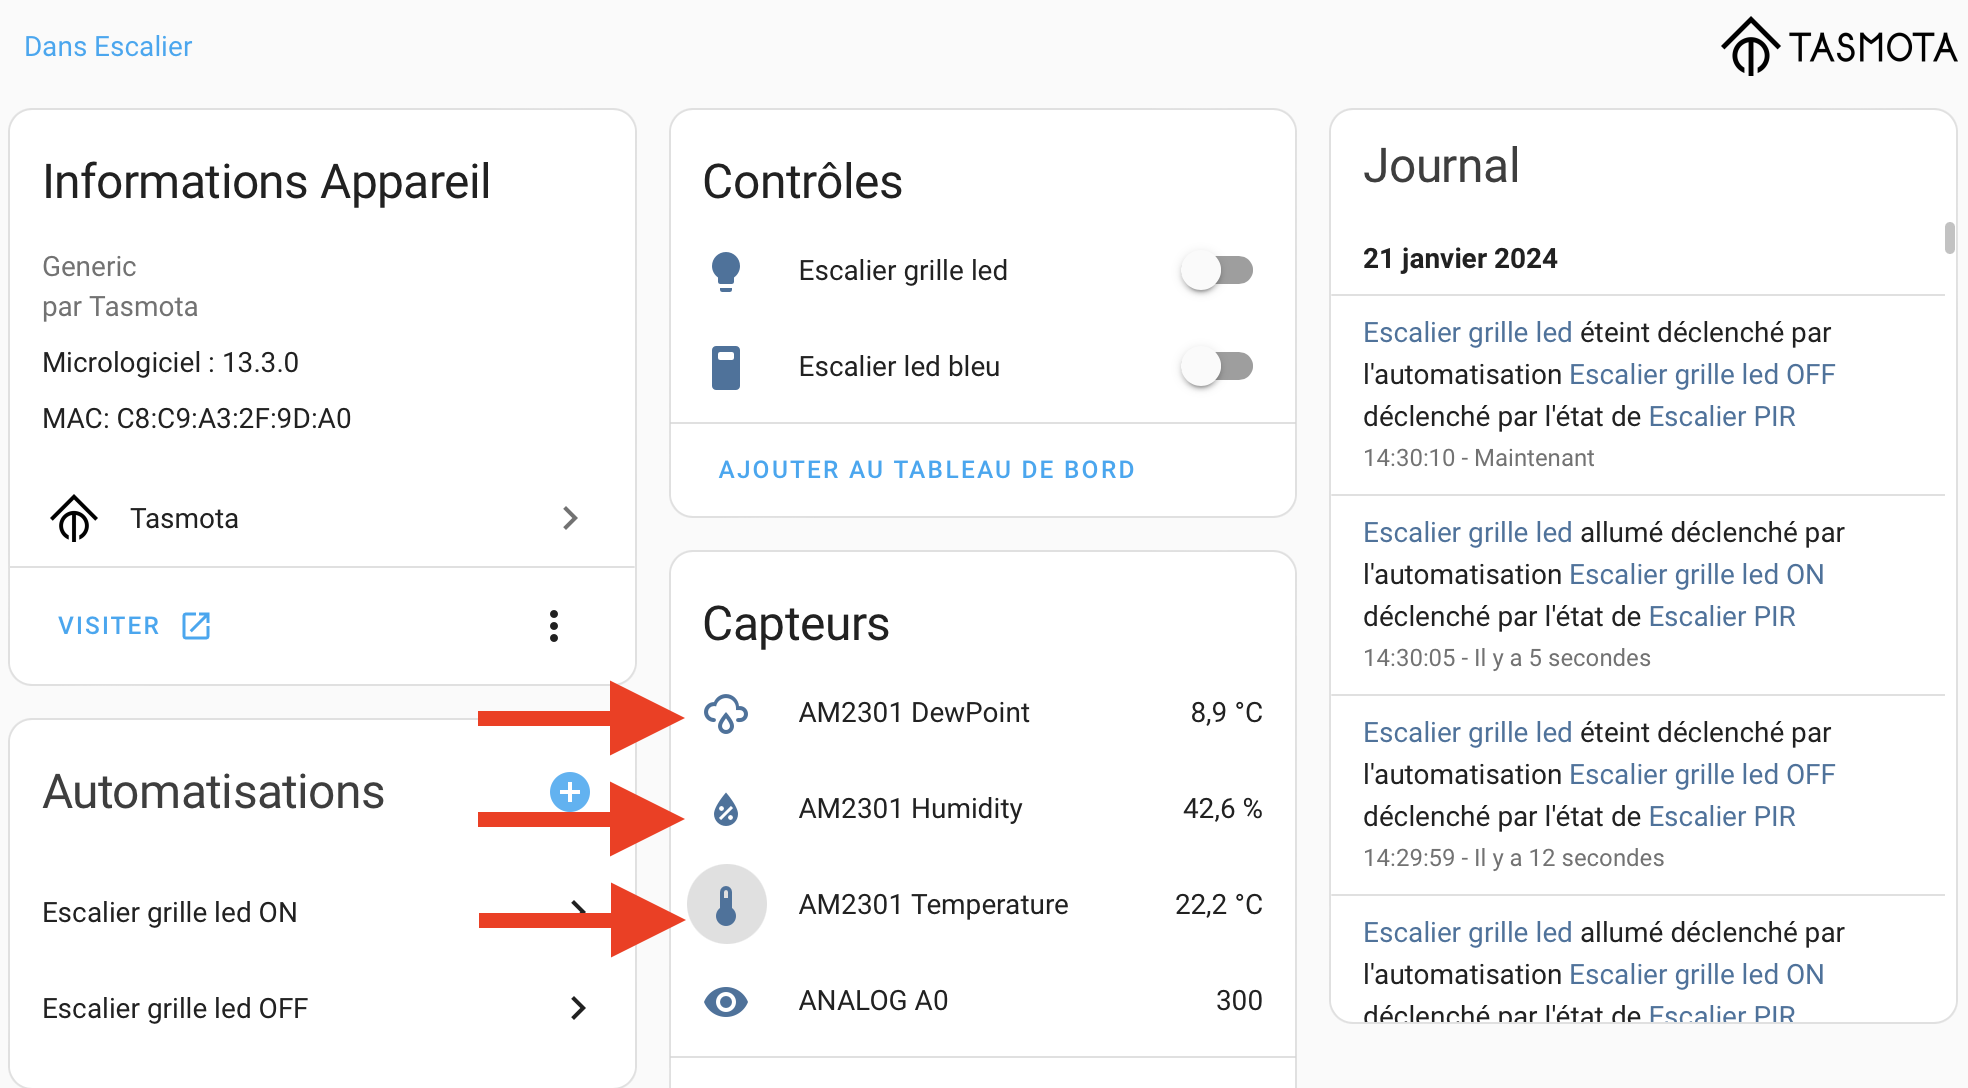 Dans Escalier
TASMOTA
Informations Appareil
Generic
par Tasmota
Micrologiciel : 13.3.0
MAC: C8:C9:A3:2F:9D:A0
Tasmota
VISITER
Automatisations
Escalier grille led ON
Escalier grille led OFF
Contrôles
Escalier grille led
Escalier led bleu
AJOUTER AU TABLEAU DE BORD
Capteurs
AM2301 DewPoint 8,9 °C
AM2301 Humidity 42,6 %
AM2301 Temperature 22,2 °C
ANALOG A0 300
Journal
21 janvier 2024
Escalier grille led éteint déclenché par
l'automatisation Escalier grille led OFF
déclenché par l'état de Escalier PIR
14:30:10 - Maintenant
Escalier grille led allumé déclenché par
l'automatisation Escalier grille led ON
déclenché par l'état de Escalier PIR
14:30:05 - Il y a 5 secondes
Escalier grille led éteint déclenché par
l'automatisation Escalier grille led OFF
déclenché par l'état de Escalier PIR
14:29:59 - Il y a 12 secondes
Escalier grille led allumé déclenché par
l'automatisation Escalier grille led ON
déclenché par l'état de Escalier PIR